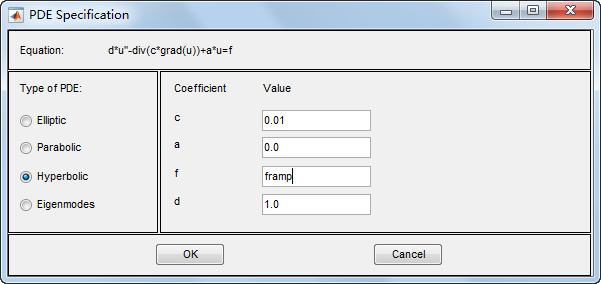 PDE Specification
Equation: d*u''-div(c*grad(u))+a*u=f
Type of PDE:
Elliptic
Parabolic
Hyperbolic
Eigenmodes
Coefficient Value
c 0.01
a 0.0
f framp
d 1.0
OK Cancel